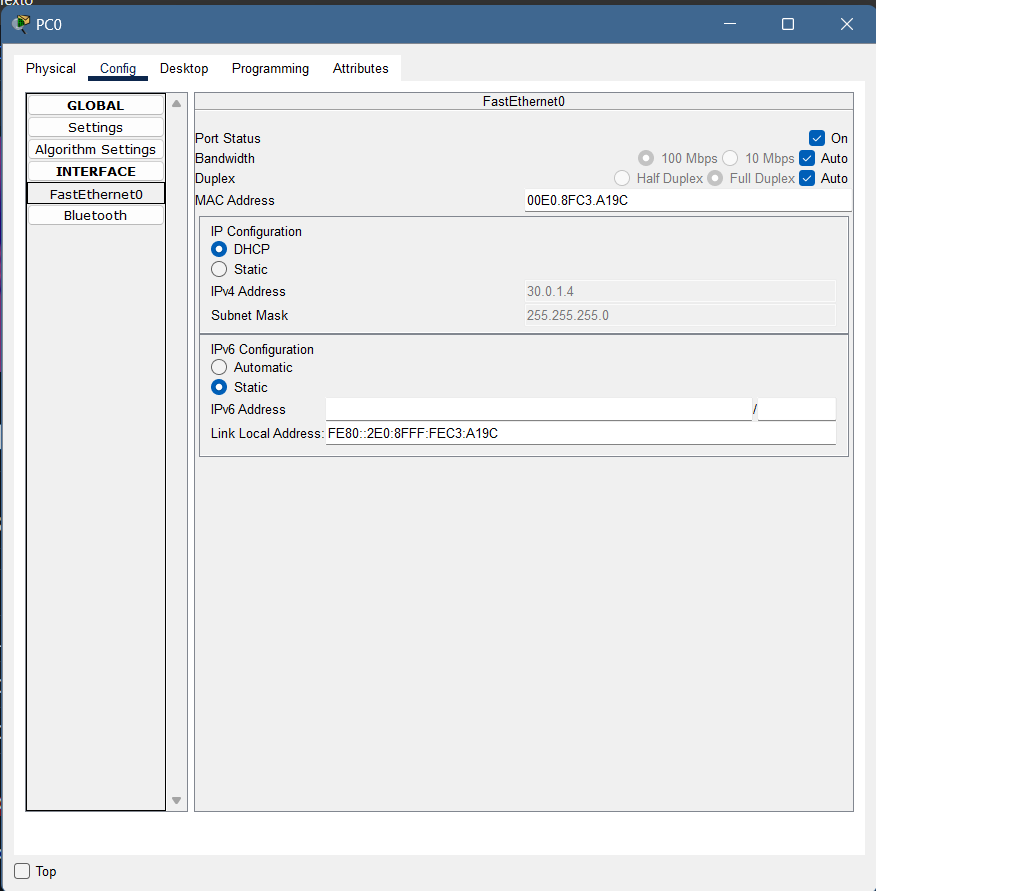 PC0
Physical Config Desktop Programming Attributes
GLOBAL
Settings
Algorithm Settings
INTERFACE
FastEthernet0
Bluetooth
FastEthernet0
Port Status On
Bandwidth 100 Mbps 10 Mbps Auto
Duplex Half Duplex Full Duplex Auto
MAC Address 00E0.8FC3.A19C
IP Configuration
DHCP
Static
IPv4 Address 30.0.1.4
Subnet Mask 255.255.255.0
IPv6 Configuration
Automatic
Static
IPv6 Address /
Link Local Address: FE80::2E0:8FFF:FEC3:A19C
Top